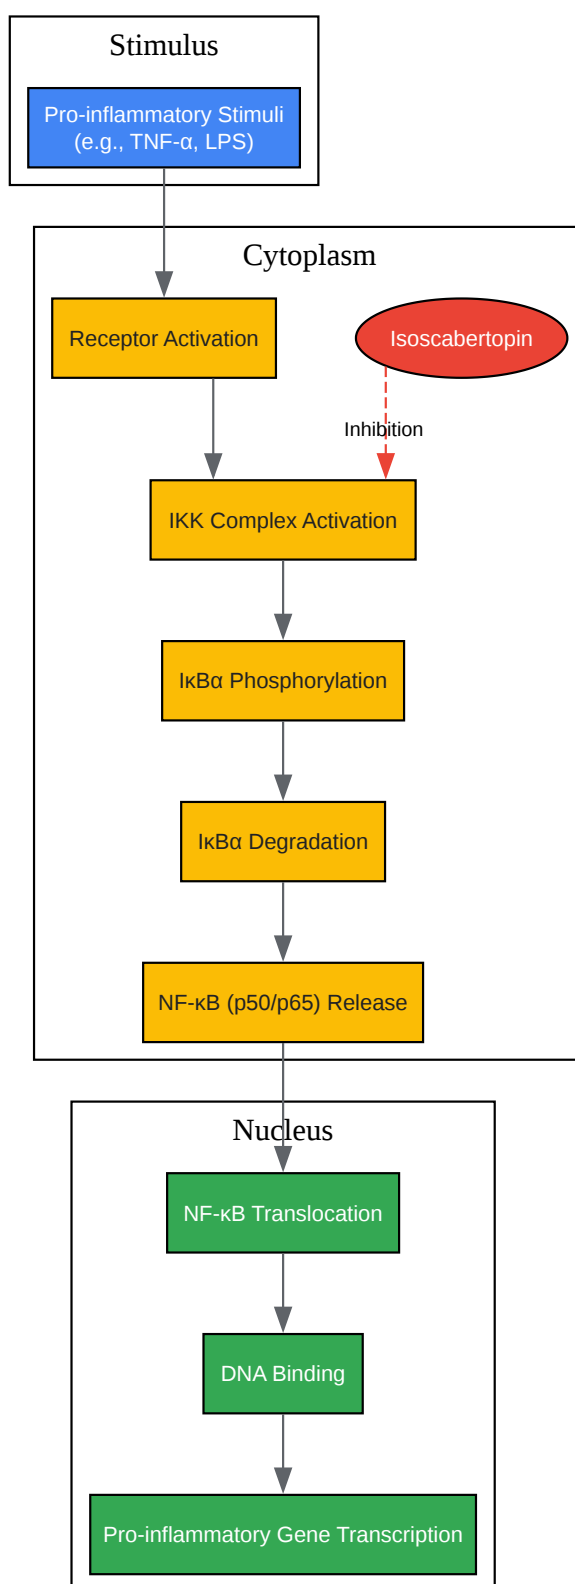 Stimulus
Pro-inflammatory Stimuli
(e.g., TNF-α, LPS)
Cytoplasm
Receptor Activation
Isoscabertopin
Inhibition
IKK Complex Activation
IκBα Phosphorylation
IκBα Degradation
NF-κB (p50/p65) Release
Nucleus
NF-κB Translocation
DNA Binding
Pro-inflammatory Gene Transcription